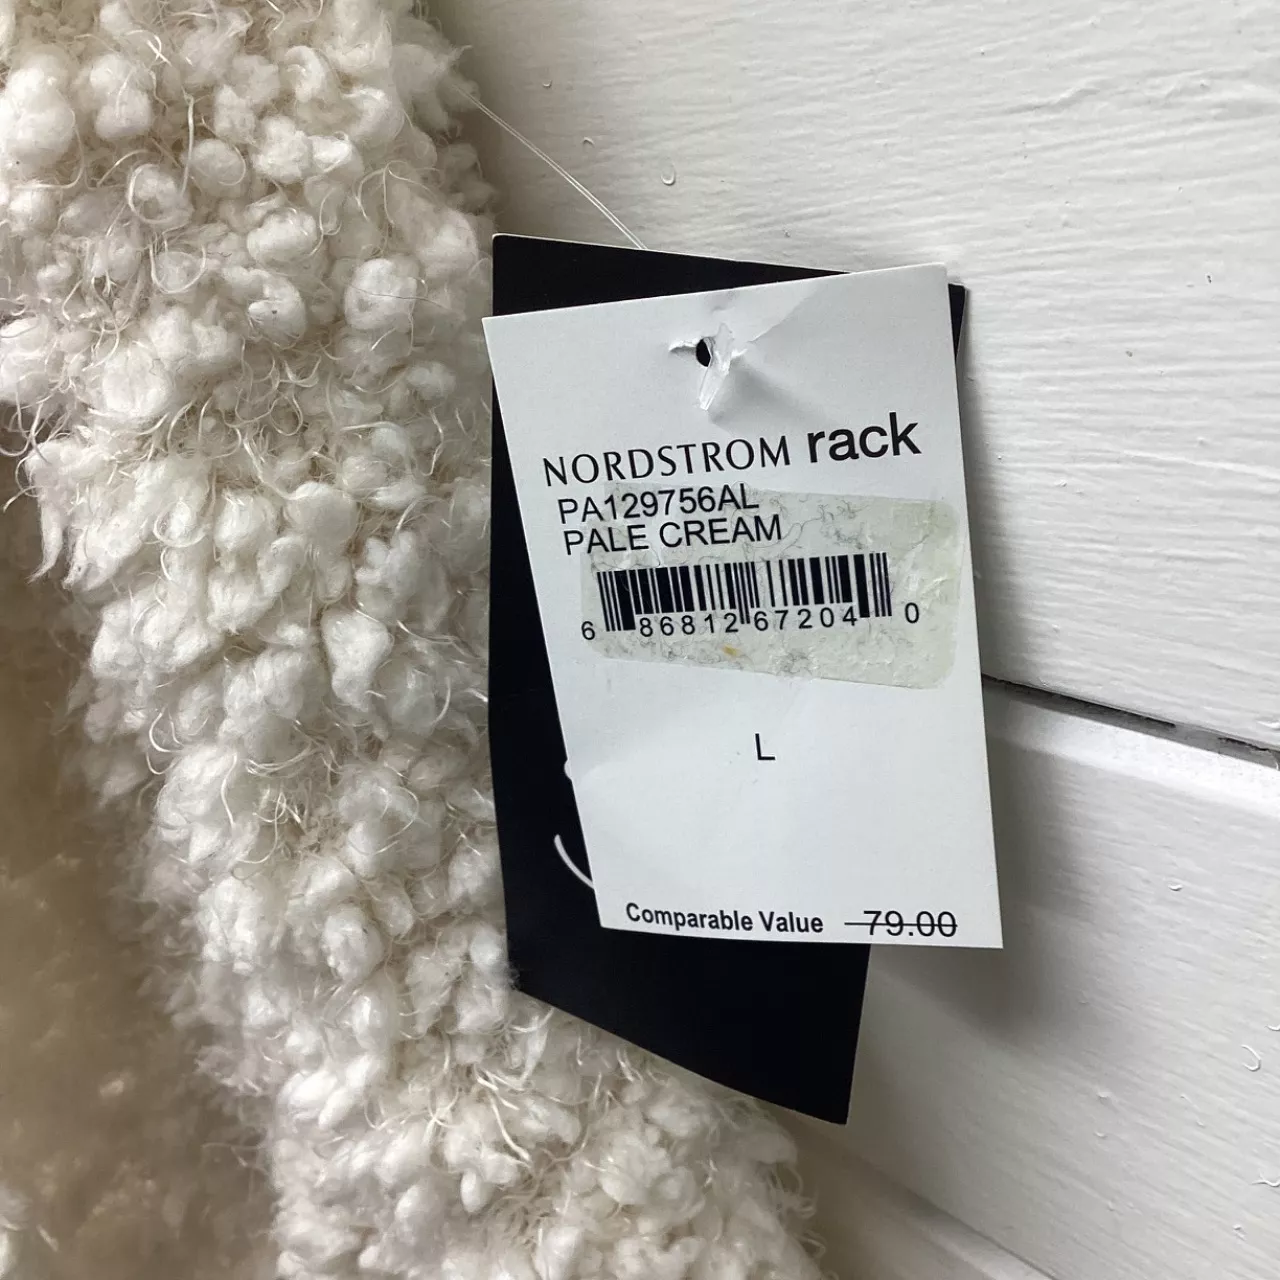 NORDSTROM rack
PA129756AL
PALE CREAM
6 86812 67204 0
L
Comparable Value 79.00